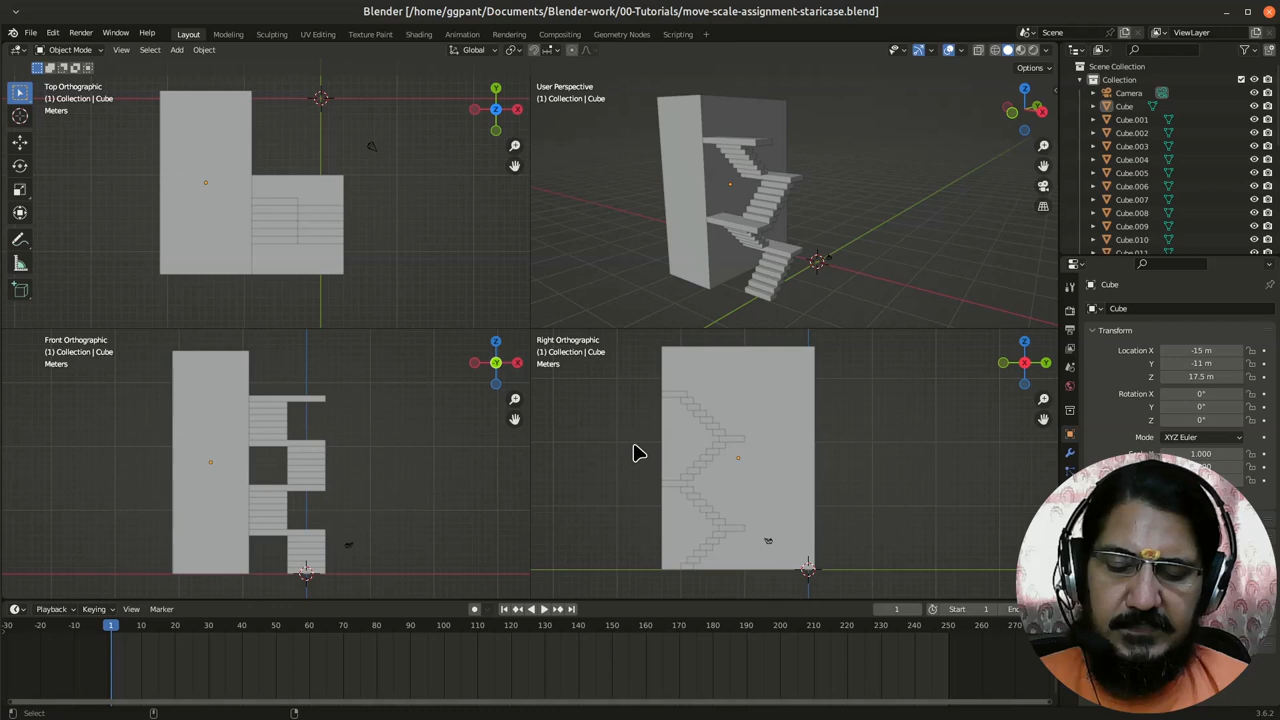 Blender [/home/ggpant/Documents/Blender-work/00-Tutorials/move-scale-assignment-staricase.blend]
File Edit Render Window Help Layout Modeling Sculpting UV Editing Texture Paint Shading Animation Rendering Compositing Geometry Nodes Scripting + Scene ViewLayer
Object Mode View Select Add Object Global
Options
Top Orthographic
(1) Collection | Cube
Meters
User Perspective
(1) Collection | Cube
Front Orthographic
(1) Collection | Cube
Meters
Right Orthographic
(1) Collection | Cube
Meters
Scene Collection
Collection
Camera
Cube
Cube.001
Cube.002
Cube.003
Cube.004
Cube.005
Cube.006
Cube.007
Cube.008
Cube.009
Cube.010
Cube.011
Cube
Cube
Transform
Location X -15 m
Y -11 m
Z 17.5 m
Rotation X 0°
Y 0°
Z 0°
Mode XYZ Euler
1.000
Playback Keying View Marker 1 Start 1
-30 -20 -10 1 10 20 30 40 50 60 70 80 90 100 110 120 130 140 150 160 170 180 190 200 210 220 230 240 250 260
Select
3.6.2